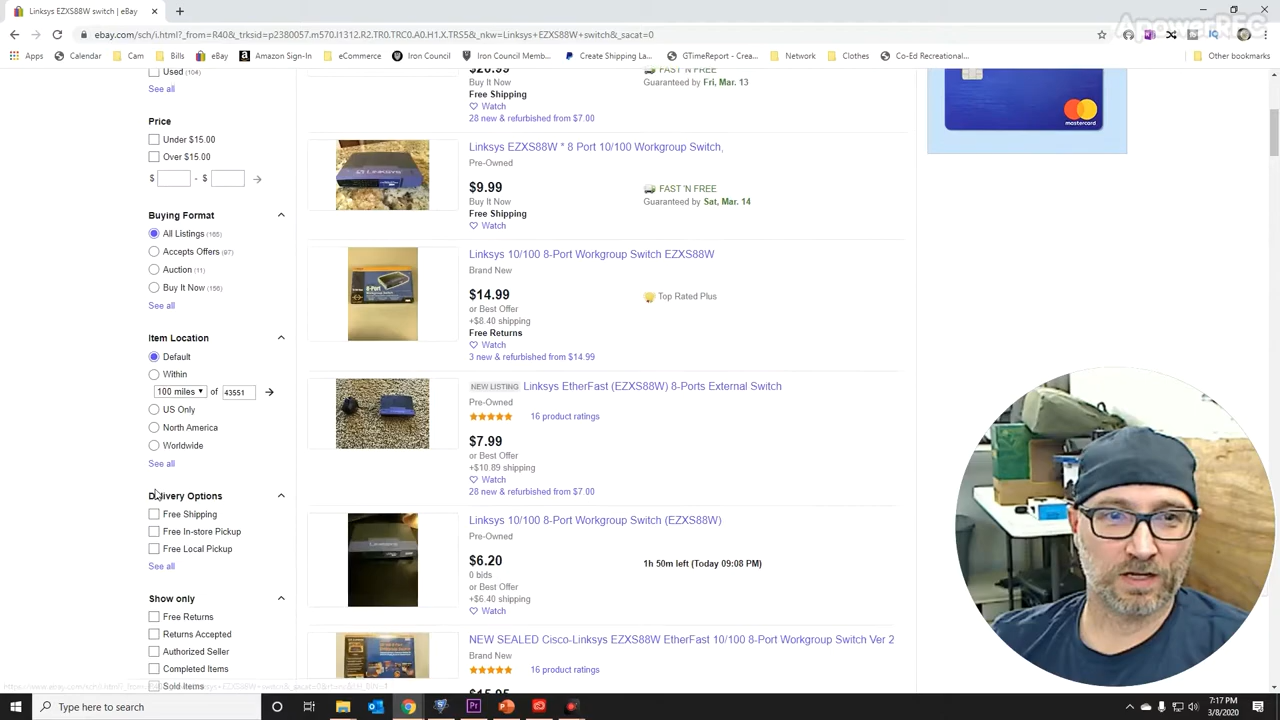 Linksys EZXS88W switch | eBay
ApowerREC
ebay.com/sch/i.html?_from=R40&_trksid=p2380057.m570.l1312.R2.TR0.TRC0.A0.H1.X.TRS5&_nkw=Linksys+EZXS88W+switch&_sacat=0
Apps Calendar Cam Bills eBay Amazon Sign-In eCommerce Iron Council Iron Council Memb... Create Shipping La... GTimeReport - Crea... Network Clothes Co-Ed Recreational... Other bookmarks
Used (104)
See all
Price
Under $15.00
Over $15.00
$ - $
Buying Format
All Listings (165)
Accepts Offers (97)
Auction (11)
Buy It Now (156)
See all
Item Location
Default
Within
100 miles of 43551
US Only
North America
Worldwide
See all
Delivery Options
Free Shipping
Free In-store Pickup
Free Local Pickup
See all
Show only
Free Returns
Returns Accepted
Authorized Seller
Completed Items
Sold Items
FAST 'N FREE
Buy It Now
Guaranteed by Fri, Mar. 13
Free Shipping
Watch
28 new & refurbished from $7.00
Linksys EZXS88W * 8 Port 10/100 Workgroup Switch,
Pre-Owned
$9.99
FAST 'N FREE
Buy It Now
Guaranteed by Sat, Mar. 14
Free Shipping
Watch
Linksys 10/100 8-Port Workgroup Switch EZXS88W
Brand New
$14.99
Top Rated Plus
or Best Offer
+$8.40 shipping
Free Returns
Watch
3 new & refurbished from $14.99
NEW LISTING Linksys EtherFast (EZXS88W) 8-Ports External Switch
Pre-Owned
16 product ratings
$7.99
or Best Offer
+$10.89 shipping
Watch
28 new & refurbished from $7.00
Linksys 10/100 8-Port Workgroup Switch (EZXS88W)
Pre-Owned
$6.20
1h 50m left (Today 09:08 PM)
0 bids
or Best Offer
+$6.40 shipping
Watch
NEW SEALED Cisco-Linksys EZXS88W EtherFast 10/100 8-Port Workgroup Switch Ver 2
Brand New
16 product ratings
mastercard
Type here to search
7:17 PM
3/8/2020